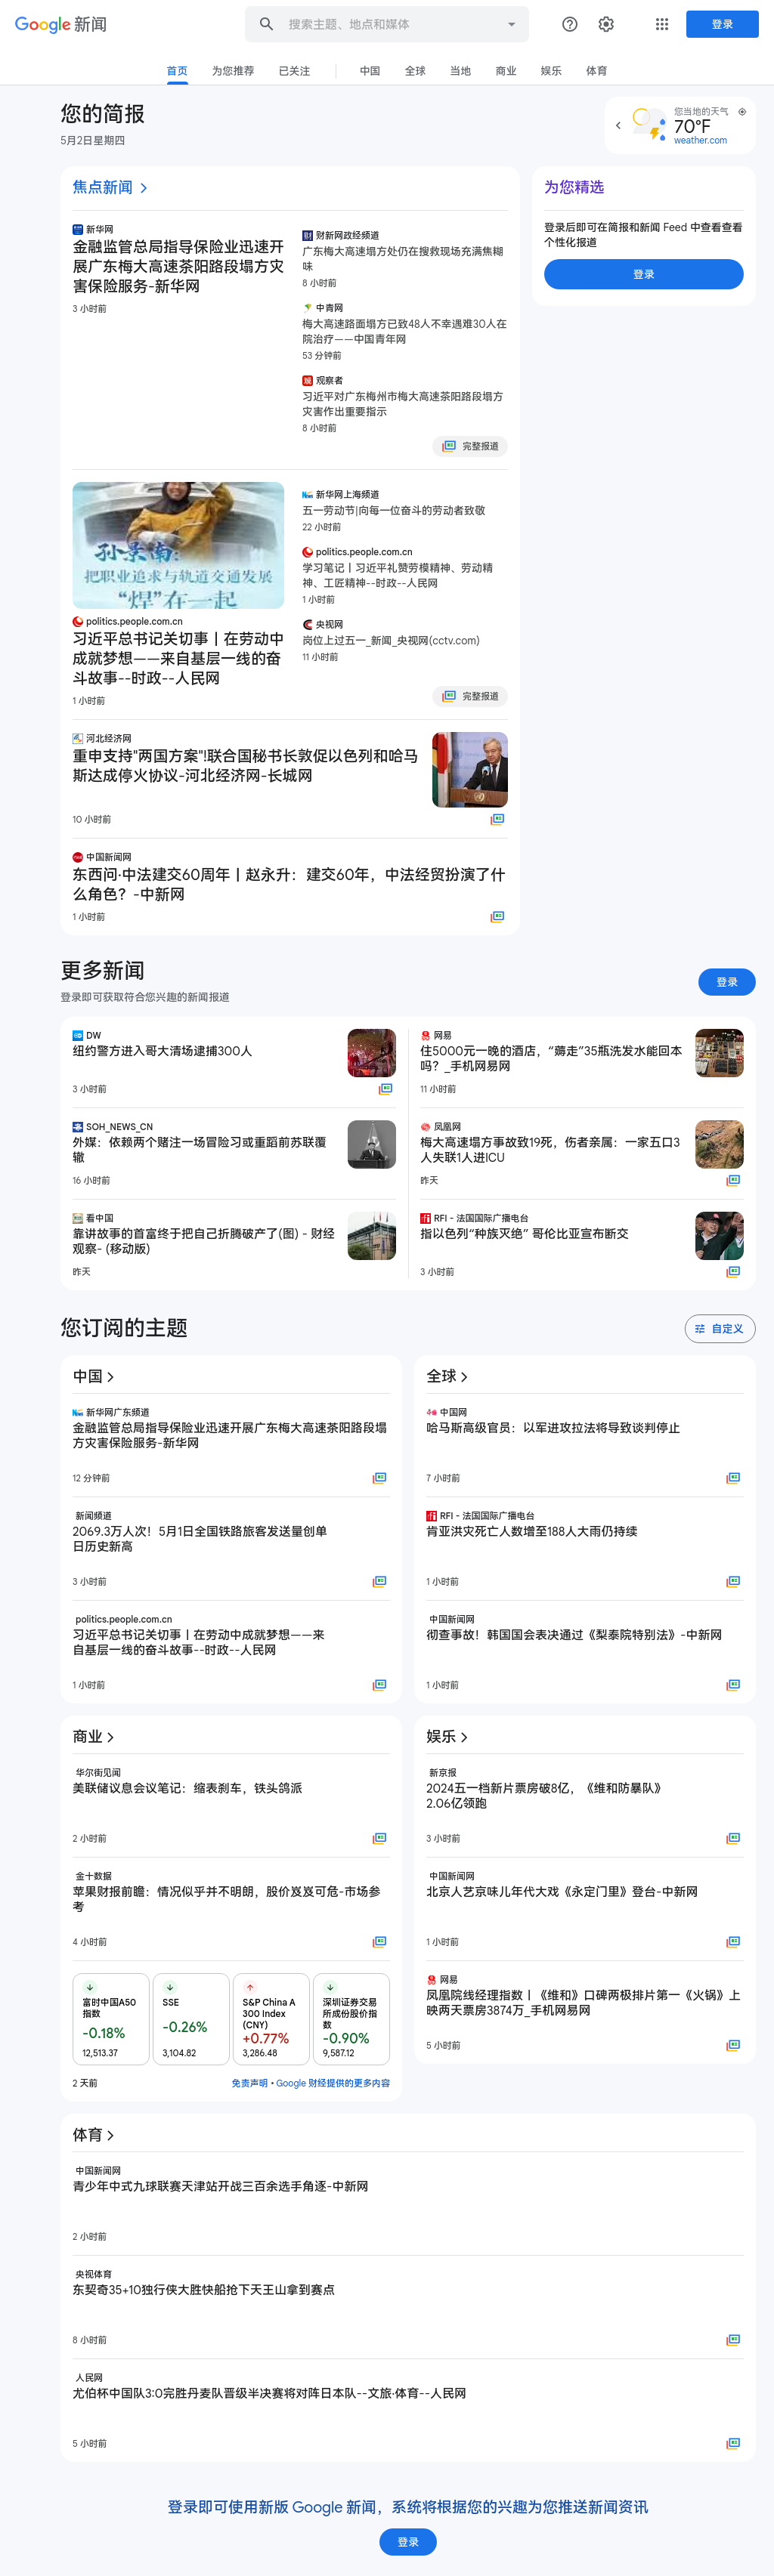 Google 新闻
搜索主题、地点和媒体
登录
首页
为您推荐
已关注
中国
全球
当地
商业
娱乐
体育
您的简报
5月2日星期四
您当地的天气
70°F
weather.com
焦点新闻
新华网
金融监管总局指导保险业迅速开
展广东梅大高速茶阳路段塌方灾
害保险服务-新华网
3 小时前
财新网政经频道
广东梅大高速塌方处仍在搜救现场充满焦糊
味
8 小时前
中青网
梅大高速路面塌方已致48人不幸遇难30人在
院治疗——中国青年网
53 分钟前
观察者
习近平对广东梅州市梅大高速茶阳路段塌方
灾害作出重要指示
8 小时前
完整报道
为您精选
登录后即可在简报和新闻 Feed 中查看查看
个性化报道
登录
孙景南：
把职业追求与轨道交通发展
“焊”在一起
politics.people.com.cn
习近平总书记关切事丨在劳动中
成就梦想——来自基层一线的奋
斗故事--时政--人民网
1 小时前
新华网上海频道
五一劳动节|向每一位奋斗的劳动者致敬
22 小时前
politics.people.com.cn
学习笔记丨习近平礼赞劳模精神、劳动精
神、工匠精神--时政--人民网
1 小时前
央视网
岗位上过五一_新闻_央视网(cctv.com)
11 小时前
完整报道
河北经济网
重申支持"两国方案"!联合国秘书长敦促以色列和哈马
斯达成停火协议-河北经济网-长城网
10 小时前
中国新闻网
东西问·中法建交60周年丨赵永升：建交60年，中法经贸扮演了什
么角色？-中新网
1 小时前
更多新闻
登录即可获取符合您兴趣的新闻报道
登录
DW
纽约警方进入哥大清场逮捕300人
3 小时前
SOH_NEWS_CN
外媒：依赖两个赌注一场冒险习或重蹈前苏联覆
辙
16 小时前
看中国
靠讲故事的首富终于把自己折腾破产了(图) - 财经
观察- (移动版)
昨天
网易
住5000元一晚的酒店，“薅走”35瓶洗发水能回本
吗？_手机网易网
11 小时前
凤凰网
梅大高速塌方事故致19死，伤者亲属：一家五口3
人失联1人进ICU
昨天
RFI - 法国国际广播电台
指以色列“种族灭绝” 哥伦比亚宣布断交
3 小时前
您订阅的主题
自定义
中国
新华网广东频道
金融监管总局指导保险业迅速开展广东梅大高速茶阳路段塌
方灾害保险服务-新华网
12 分钟前
新闻频道
2069.3万人次！5月1日全国铁路旅客发送量创单
日历史新高
3 小时前
politics.people.com.cn
习近平总书记关切事丨在劳动中成就梦想——来
自基层一线的奋斗故事--时政--人民网
1 小时前
全球
中国网
哈马斯高级官员：以军进攻拉法将导致谈判停止
7 小时前
RFI - 法国国际广播电台
肯亚洪灾死亡人数增至188人大雨仍持续
1 小时前
中国新闻网
彻查事故！韩国国会表决通过《梨泰院特别法》-中新网
1 小时前
商业
华尔街见闻
美联储议息会议笔记：缩表刹车，铁头鸽派
2 小时前
金十数据
苹果财报前瞻：情况似乎并不明朗，股价岌岌可危-市场参
考
4 小时前
富时中国A50
指数
-0.18%
12,513.37
SSE
-0.26%
3,104.82
S&P China A
300 Index
(CNY)
+0.77%
3,286.48
深圳证券交易
所成份股价指
数
-0.90%
9,587.12
2 天前
免责声明 • Google 财经提供的更多内容
娱乐
新京报
2024五一档新片票房破8亿，《维和防暴队》
2.06亿领跑
3 小时前
中国新闻网
北京人艺京味儿年代大戏《永定门里》登台-中新网
1 小时前
网易
凤凰院线经理指数丨《维和》口碑两极排片第一《火锅》上
映两天票房3874万_手机网易网
5 小时前
体育
中国新闻网
青少年中式九球联赛天津站开战三百余选手角逐-中新网
2 小时前
央视体育
东契奇35+10独行侠大胜快船抢下天王山拿到赛点
8 小时前
人民网
尤伯杯中国队3:0完胜丹麦队晋级半决赛将对阵日本队--文旅·体育--人民网
5 小时前
登录即可使用新版 Google 新闻，系统将根据您的兴趣为您推送新闻资讯
登录